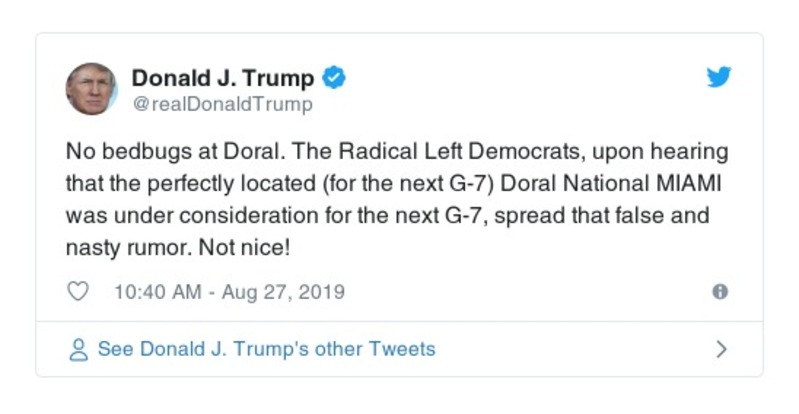 Donald J. Trump
@realDonaldTrump
No bedbugs at Doral. The Radical Left Democrats, upon hearing
that the perfectly located (for the next G-7) Doral National MIAMI
was under consideration for the next G-7, spread that false and
nasty rumor. Not nice!
10:40 AM - Aug 27, 2019
See Donald J. Trump's other Tweets